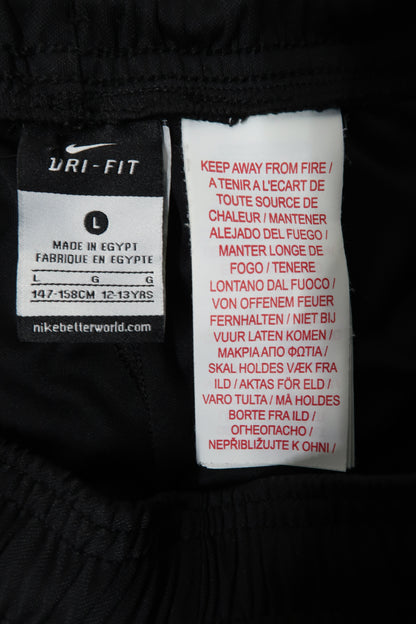 DRI-FIT
L
MADE IN EGYPT
FABRIQUE EN EGYPTE
L G G
147-158CM 12-13YRS
nikebetterworld.com
KEEP AWAY FROM FIRE /
A TENIR A L'ECART DE
TOUTE SOURCE DE
CHALEUR / MANTENER
ALEJADO DEL FUEGO /
MANTER LONGE DE
FOGO / TENERE
LONTANO DAL FUOCO /
VON OFFENEM FEUER
FERNHALTEN / NIET BIJ
VUUR LATEN KOMEN /
ΜΑΚΡΙΑ ΑΠΟ ΦΩΤΙΑ /
SKAL HOLDES VÆK FRA
ILD / AKTAS FÖR ELD /
VARO TULTA / MÅ HOLDES
BORTE FRA ILD /
ОГНЕОПАСНО /
NEPŘIBLIŽUJTE K OHNI /